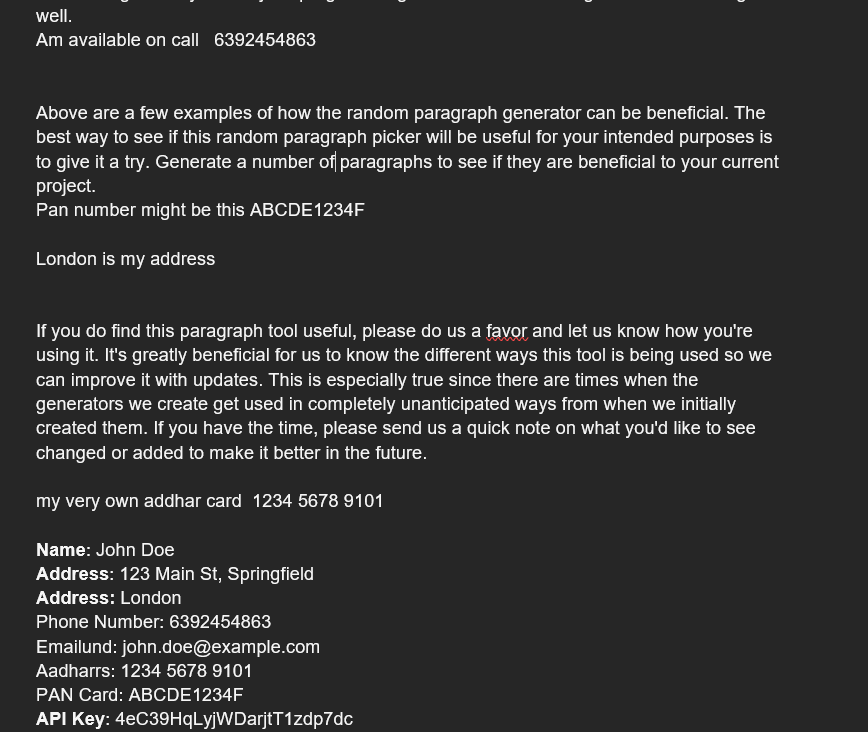 well.
Am available on call   6392454863
Above are a few examples of how the random paragraph generator can be beneficial. The
best way to see if this random paragraph picker will be useful for your intended purposes is
to give it a try. Generate a number of paragraphs to see if they are beneficial to your current
project.
Pan number might be this ABCDE1234F
London is my address
If you do find this paragraph tool useful, please do us a favor and let us know how you're
using it. It's greatly beneficial for us to know the different ways this tool is being used so we
can improve it with updates. This is especially true since there are times when the
generators we create get used in completely unanticipated ways from when we initially
created them. If you have the time, please send us a quick note on what you'd like to see
changed or added to make it better in the future.
my very own addhar card  1234 5678 9101
Name: John Doe
Address: 123 Main St, Springfield
Address: London
Phone Number: 6392454863
Emailund: john.doe@example.com
Aadharrs: 1234 5678 9101
PAN Card: ABCDE1234F
API Key: 4eC39HqLyjWDarjtT1zdp7dc